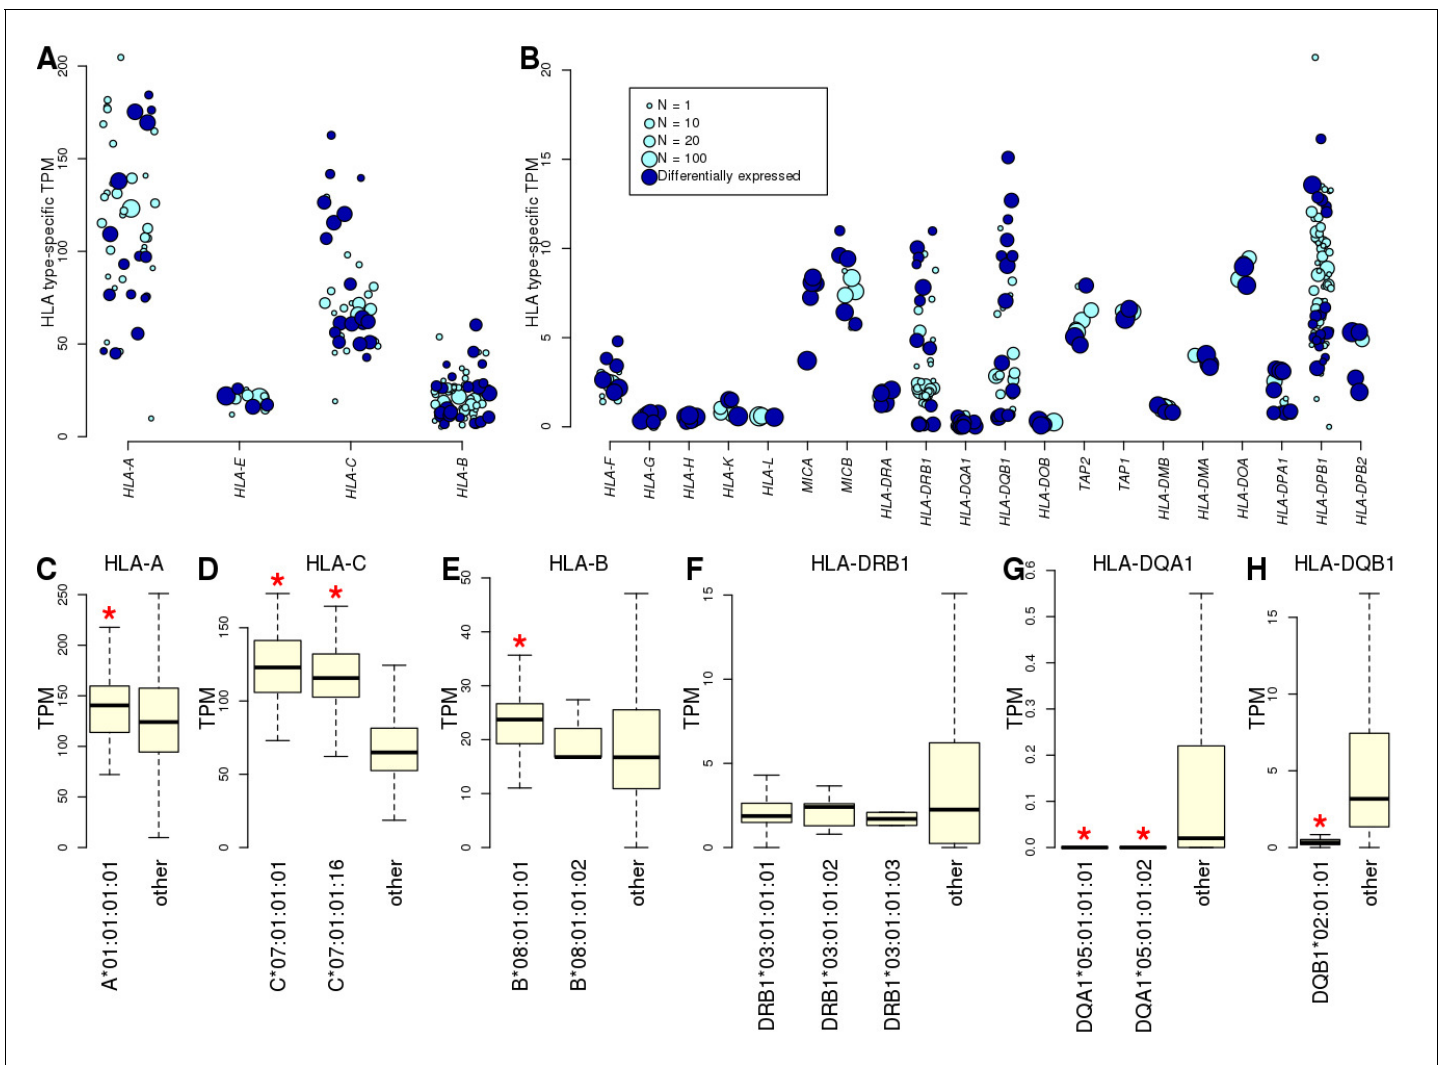 A
HLA type-specific TPM
0
50
100
150
200
HLA-A
HLA-E
HLA-C
HLA-B
B
HLA type-specific TPM
0
5
10
15
20
N = 1
N = 10
N = 20
N = 100
Differentially expressed
HLA-F
HLA-G
HLA-H
HLA-K
HLA-L
MICA
MICB
HLA-DRA
HLA-DRB1
HLA-DQA1
HLA-DQB1
HLA-DOB
TAP2
TAP1
HLA-DMB
HLA-DMA
HLA-DOA
HLA-DPA1
HLA-DPB1
HLA-DPB2
C
HLA-A
TPM
0
50
100
150
200
250
*
A*01:01:01:01
other
D
HLA-C
TPM
0
50
100
150
* *
C*07:01:01:01
C*07:01:01:16
other
E
HLA-B
TPM
0
10
20
30
40
50
*
B*08:01:01:01
B*08:01:01:02
other
F
HLA-DRB1
TPM
0
5
10
15
DRB1*03:01:01:01
DRB1*03:01:01:02
DRB1*03:01:01:03
other
G
HLA-DQA1
TPM
0.0
0.1
0.2
0.3
0.4
0.5
0.6
* *
DQA1*05:01:01:01
DQA1*05:01:01:02
other
H
HLA-DQB1
TPM
0
5
10
15
*
DQB1*02:01:01:01
other